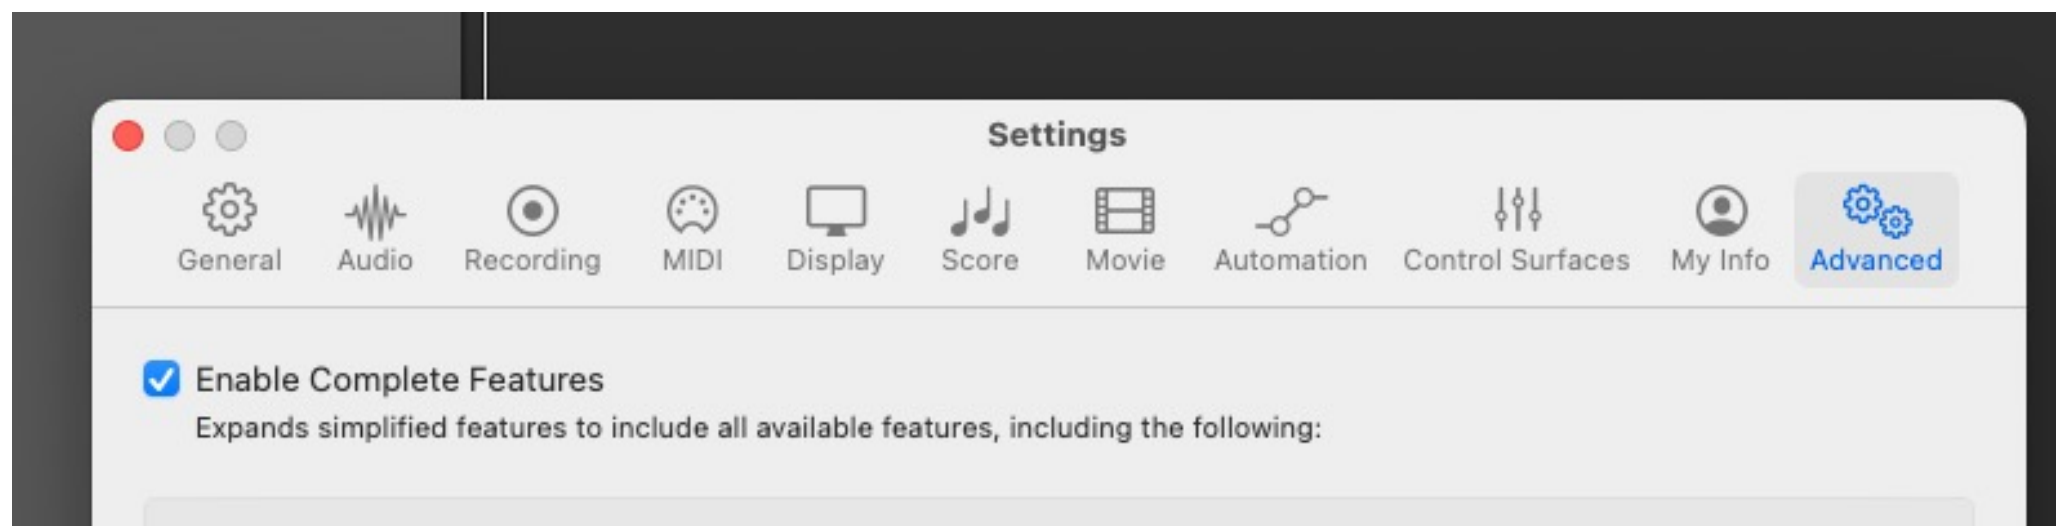 Settings
General Audio Recording MIDI Display Score Movie Automation Control Surfaces My Info Advanced
Enable Complete Features
Expands simplified features to include all available features, including the following: